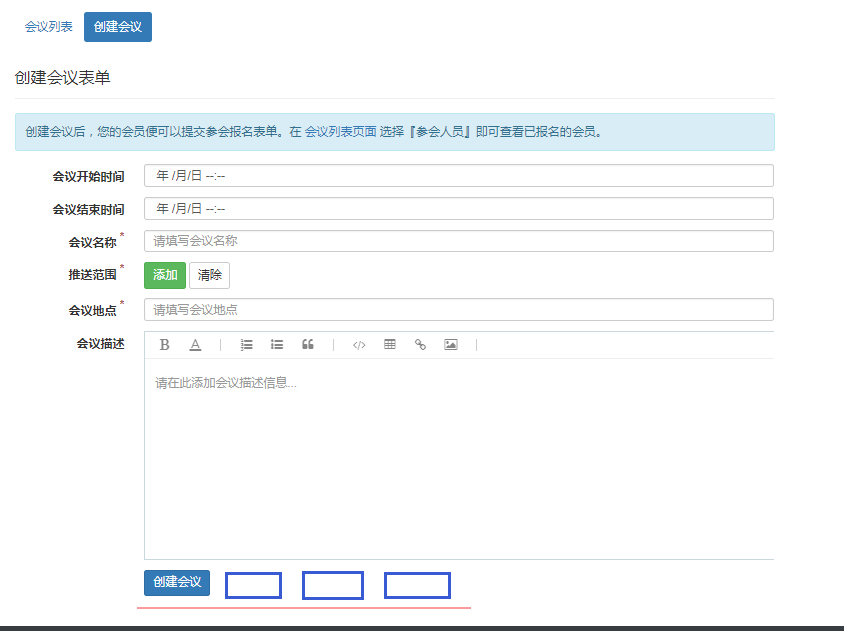 会议列表 创建会议
创建会议表单
创建会议后，您的会员便可以提交参会报名表单。在 会议列表页面 选择『参会人员』即可查看已报名的会员。
会议开始时间 年 /月/日 --:--
会议结束时间 年 /月/日 --:--
会议名称* 请填写会议名称
推送范围* 添加 清除
会议地点* 请填写会议地点
会议描述 B A
请在此添加会议描述信息...
创建会议